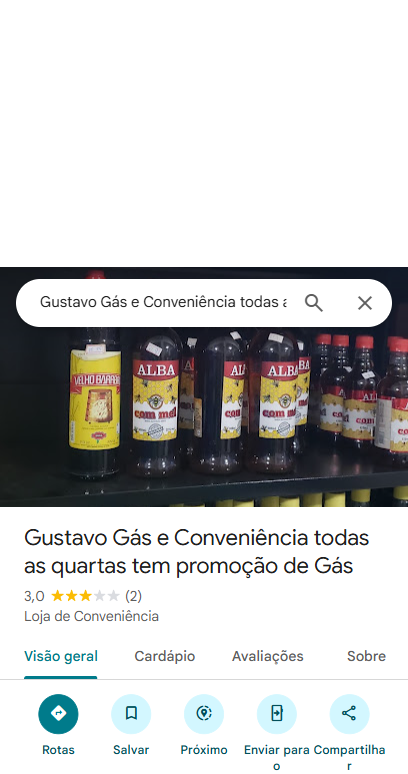 Gustavo Gás e Conveniência todas a
VELHO BARREIRO
ALBA
ALBA
ALBA
com mel
com mel
Gustavo Gás e Conveniência todas
as quartas tem promoção de Gás
3,0 (2)
Loja de Conveniência
Visão geral Cardápio Avaliações Sobre
Rotas Salvar Próximo Enviar para Compartilha
o r